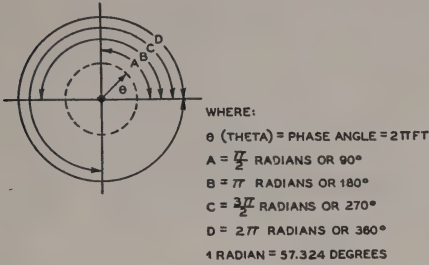 D
C
B
A
θ
WHERE:
θ (THETA) = PHASE ANGLE = 2πFT
A = π/2 RADIANS OR 90°
B = π RADIANS OR 180°
C = 3π/2 RADIANS OR 270°
D = 2π RADIANS OR 360°
1 RADIAN = 57.324 DEGREES